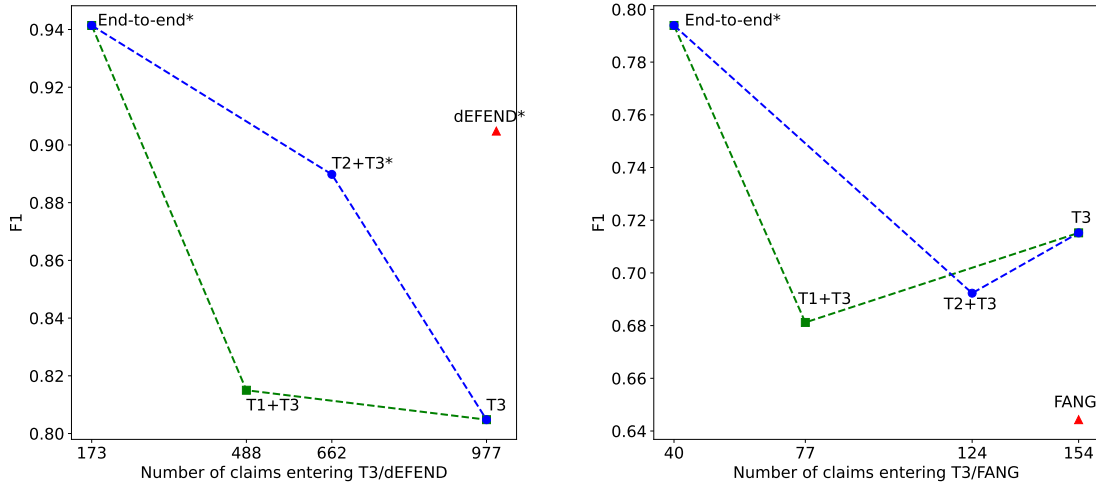 0.94
0.92
0.90
0.88
0.86
0.84
0.82
0.80
F1
End-to-end*
dEFEND*
T2+T3*
T1+T3
T3
173 488 662 977
Number of claims entering T3/dEFEND
0.80
0.78
0.76
0.74
0.72
0.70
0.68
0.66
0.64
F1
End-to-end*
T3
T1+T3
T2+T3
FANG
40 77 124 154
Number of claims entering T3/FANG